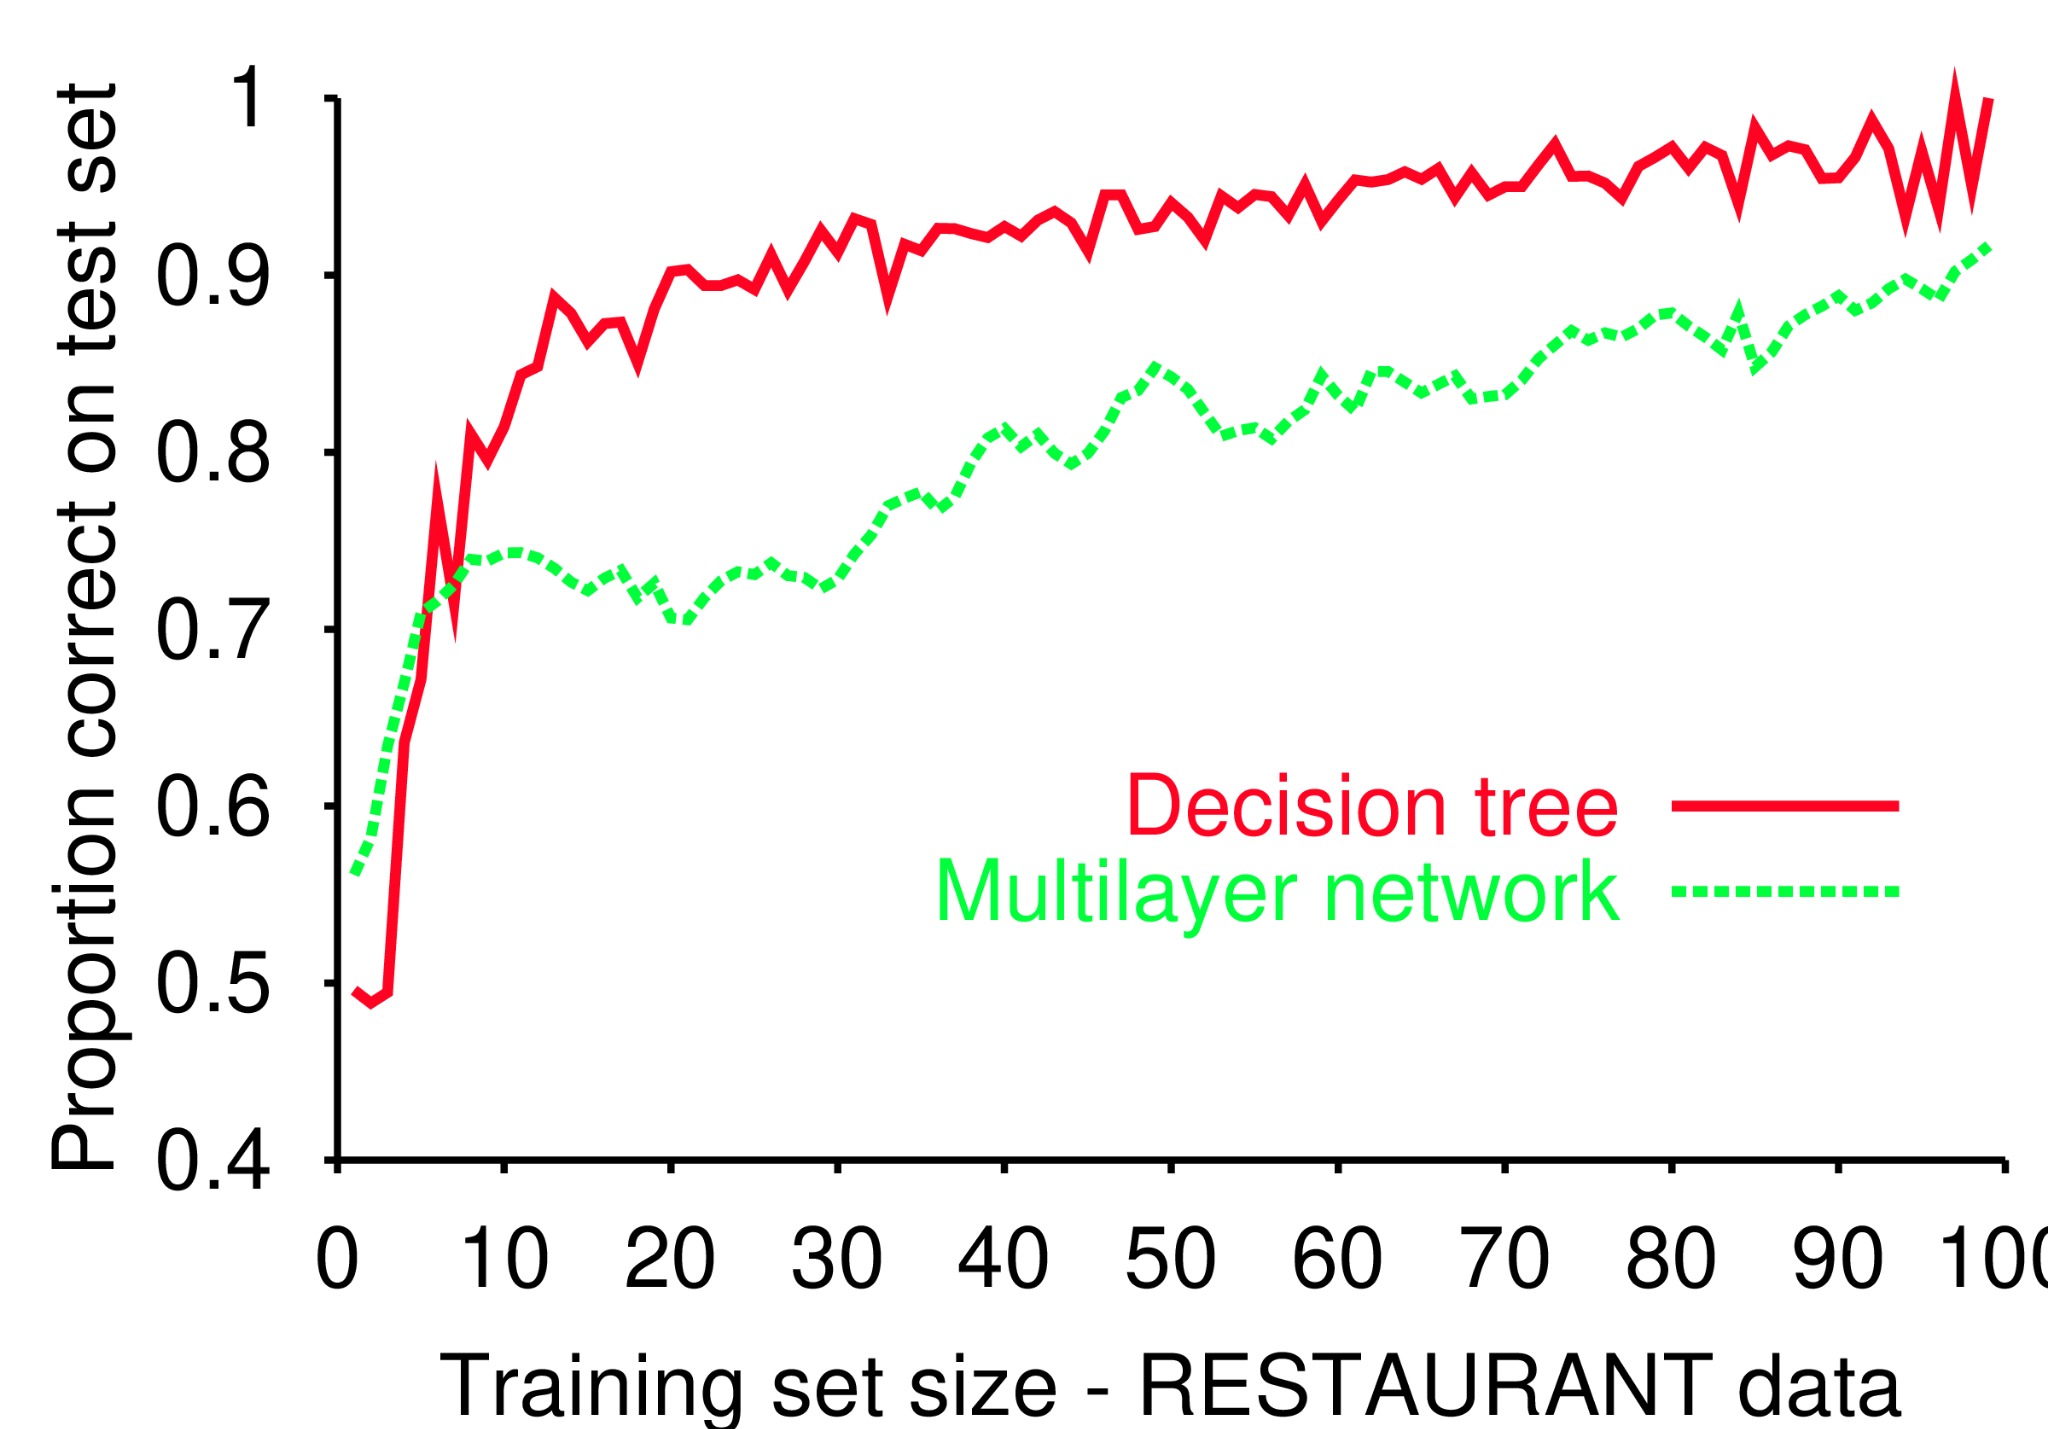 Proportion correct on test set
1
0.9
0.8
0.7
0.6
0.5
0.4
Decision tree
Multilayer network
0 10 20 30 40 50 60 70 80 90 100
Training set size - RESTAURANT data